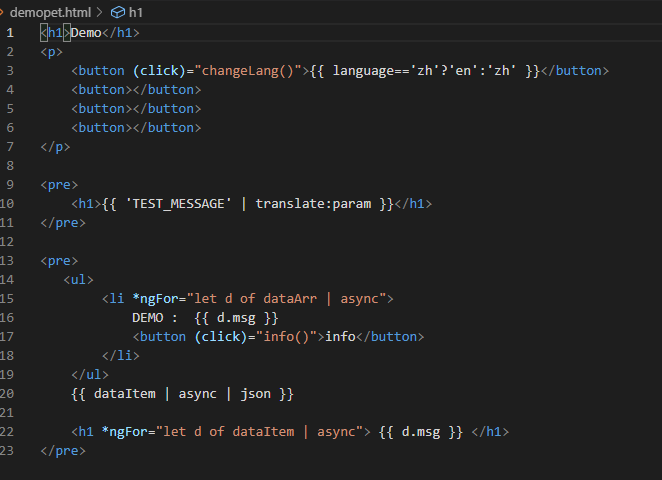 demopet.html > h1
1 <h1>Demo</h1>
2 <p>
3     <button (click)="changeLang()">{{ language=='zh'?'en':'zh' }}</button>
4     <button></button>
5     <button></button>
6     <button></button>
7 </p>
8
9 <pre>
10     <h1>{{ 'TEST_MESSAGE' | translate:param }}</h1>
11 </pre>
12
13 <pre>
14    <ul>
15         <li *ngFor="let d of dataArr | async">
16             DEMO :  {{ d.msg }}
17             <button (click)="info()">info</button>
18         </li>
19     </ul>
20     {{ dataItem | async | json }}
21
22     <h1 *ngFor="let d of dataItem | async"> {{ d.msg }} </h1>
23 </pre>